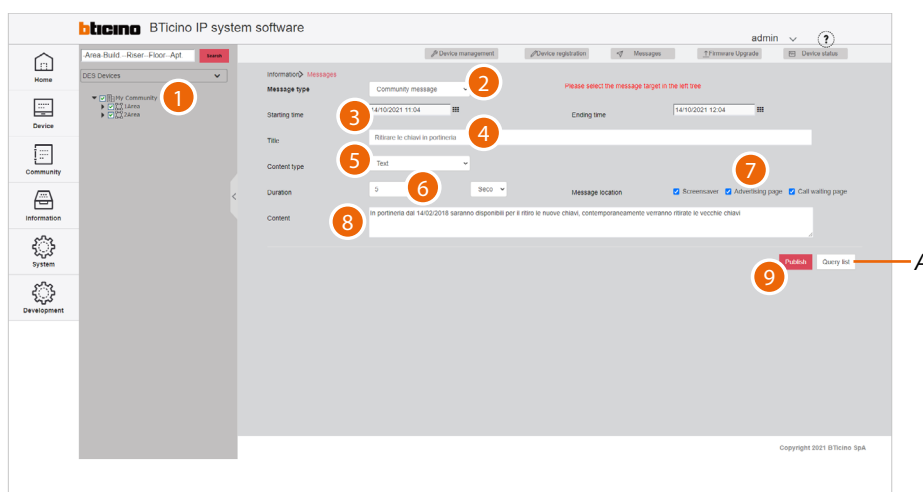 bticino BTicino IP system software
admin
?
Area-Build --Riser--Floor--Apt Search
Device management Device registration Messages Firmware Upgrade Device status
DES Devices
Home
Device
Community
Information
System
Development
My Community
1Area
2Area
1
Information> Messages
Message type Community message 2 Please select the message target in the left tree
Starting time 3 14/10/2021 11:04 Ending time 14/10/2021 12:04
Title Ritirare le chiavi in portineria 4
Content type 5 Text
Duration 5 6 Seco Message location 7 Screensaver Advertising page Call waiting page
Content 8 In portineria dal 14/02/2018 saranno disponibili per il ritiro le nuove chiavi, contemporaneamente verranno ritirate le vecchie chiavi
9 Publish Query list A
Copyright 2021 BTicino SpA